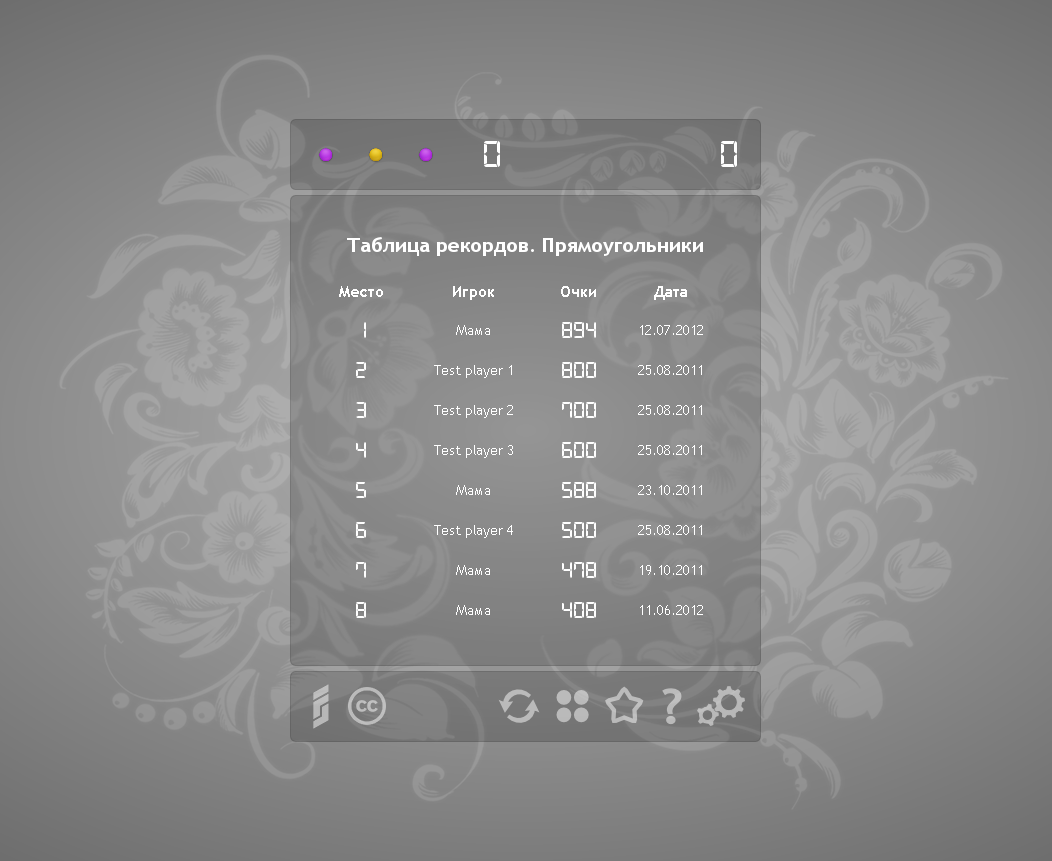 0 0
Таблица рекордов. Прямоугольники
Место Игрок Очки Дата
1 Мама 894 12.07.2012
2 Test player 1 800 25.08.2011
3 Test player 2 700 25.08.2011
4 Test player 3 600 25.08.2011
5 Мама 588 23.10.2011
6 Test player 4 500 25.08.2011
7 Мама 478 19.10.2011
8 Мама 408 11.06.2012
cc ?